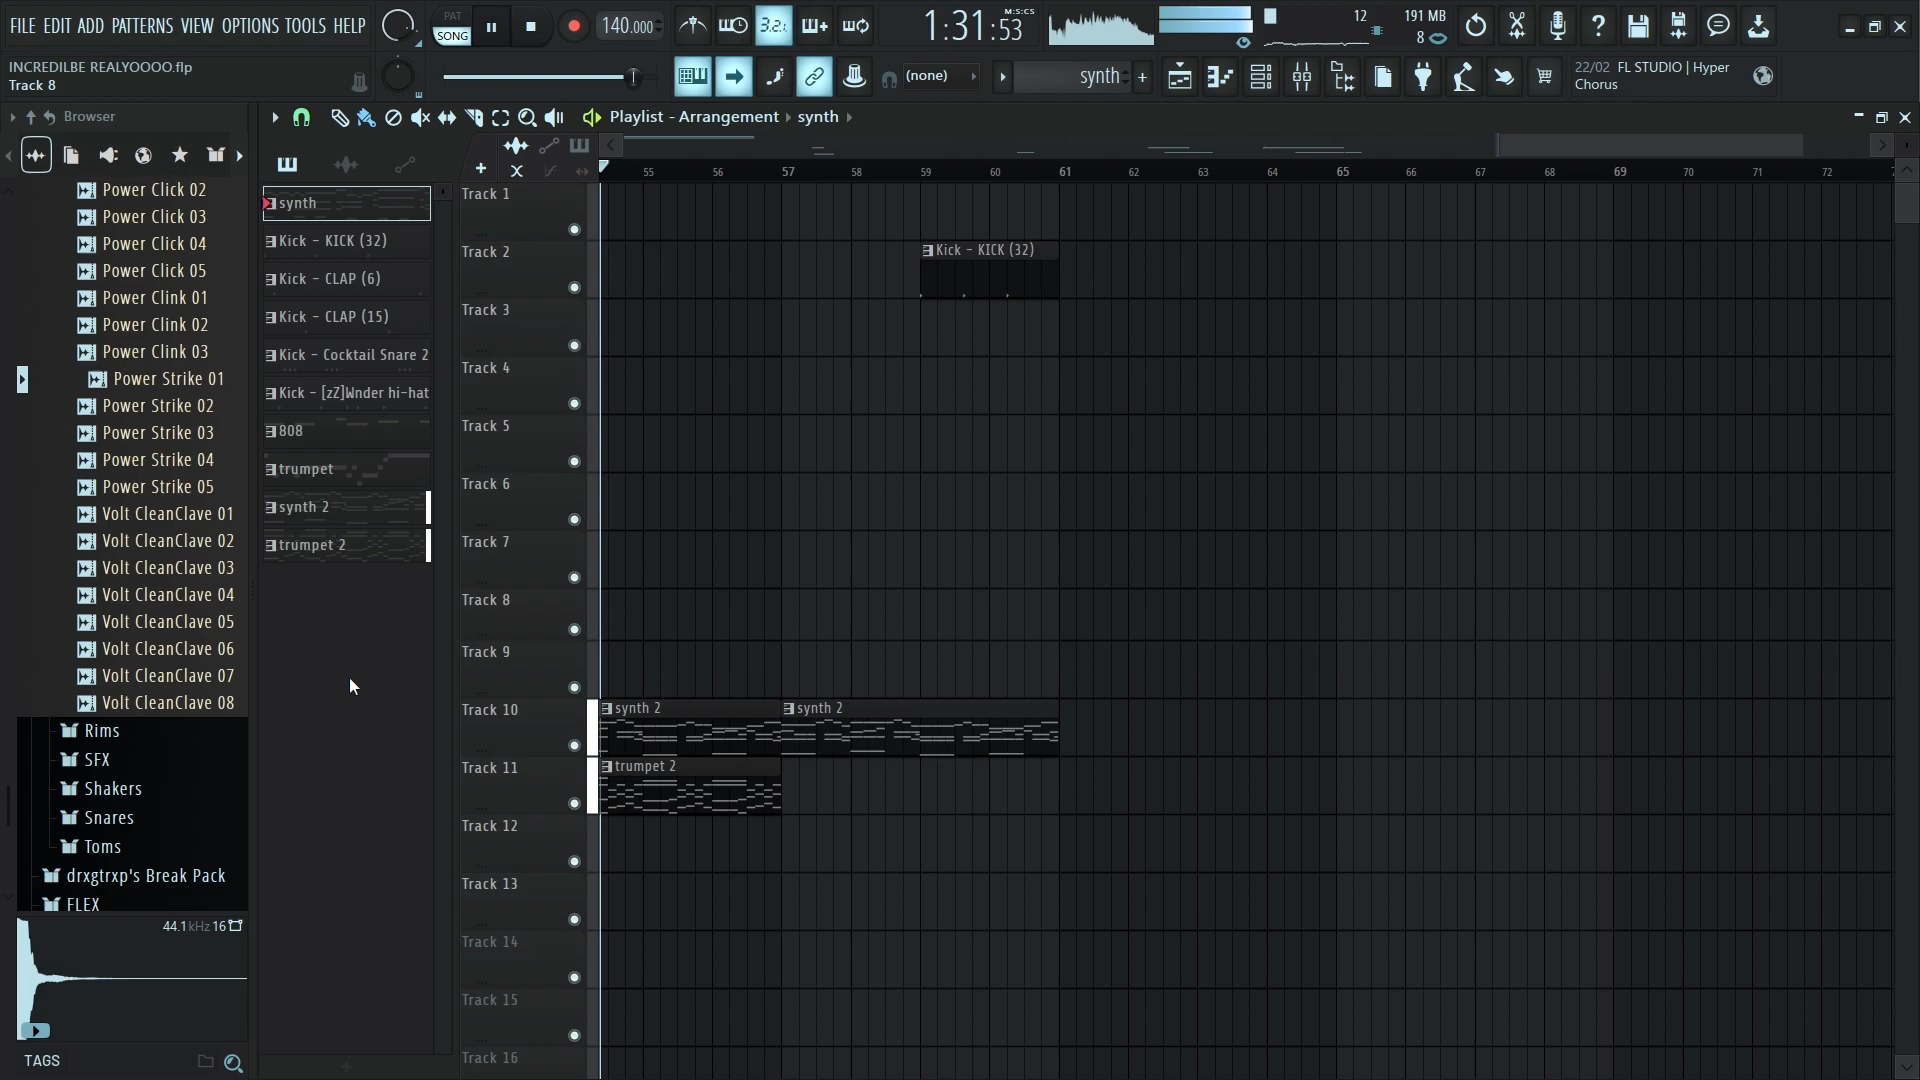 FILE EDIT ADD PATTERNS VIEW OPTIONS TOOLS HELP
PAT
SONG
140.000
3.2.
1:31:53
M:S:CS
12
191 MB
8
INCREDILBE REALYOOOO.flp
Track 8
(none)
synth
22/02 FL STUDIO | Hyper
Chorus
Browser
Playlist - Arrangement synth
Power Click 02
Power Click 03
Power Click 04
Power Click 05
Power Clink 01
Power Clink 02
Power Clink 03
Power Strike 01
Power Strike 02
Power Strike 03
Power Strike 04
Power Strike 05
Volt CleanClave 01
Volt CleanClave 02
Volt CleanClave 03
Volt CleanClave 04
Volt CleanClave 05
Volt CleanClave 06
Volt CleanClave 07
Volt CleanClave 08
Rims
SFX
Shakers
Snares
Toms
drxgtrxp's Break Pack
FLEX
44.1kHz 16
TAGS
synth
Kick - KICK (32)
Kick - CLAP (6)
Kick - CLAP (15)
Kick - Cocktail Snare 2
Kick - [zZ]Wnder hi-hat
808
trumpet
synth 2
trumpet 2
55 56 57 58 59 60 61 62 63 64 65 66 67 68 69 70 71 72
Track 1
Track 2
Kick - KICK (32)
Track 3
Track 4
Track 5
Track 6
Track 7
Track 8
Track 9
Track 10
synth 2
synth 2
Track 11
trumpet 2
Track 12
Track 13
Track 14
Track 15
Track 16